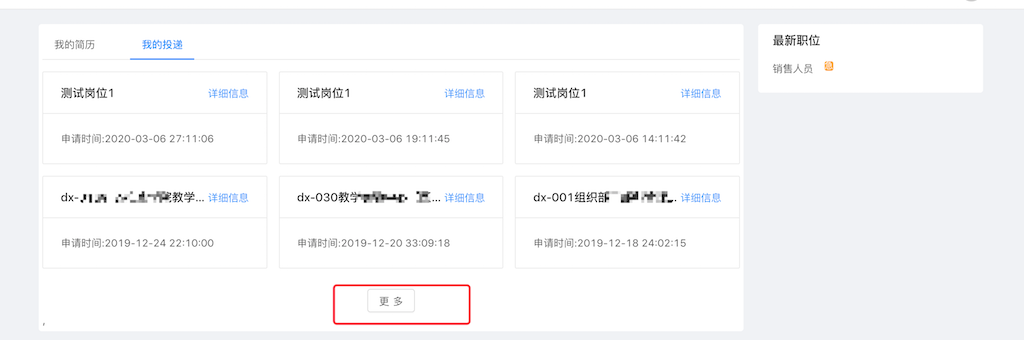 我的简历 我的投递
测试岗位1 详细信息
申请时间:2020-03-06 27:11:06
测试岗位1 详细信息
申请时间:2020-03-06 19:11:45
测试岗位1 详细信息
申请时间:2020-03-06 14:11:42
dx- 教学... 详细信息
申请时间:2019-12-24 22:10:00
dx-030教学 ... 详细信息
申请时间:2019-12-20 33:09:18
dx-001组织部 ... 详细信息
申请时间:2019-12-18 24:02:15
更 多
,
最新职位
销售人员